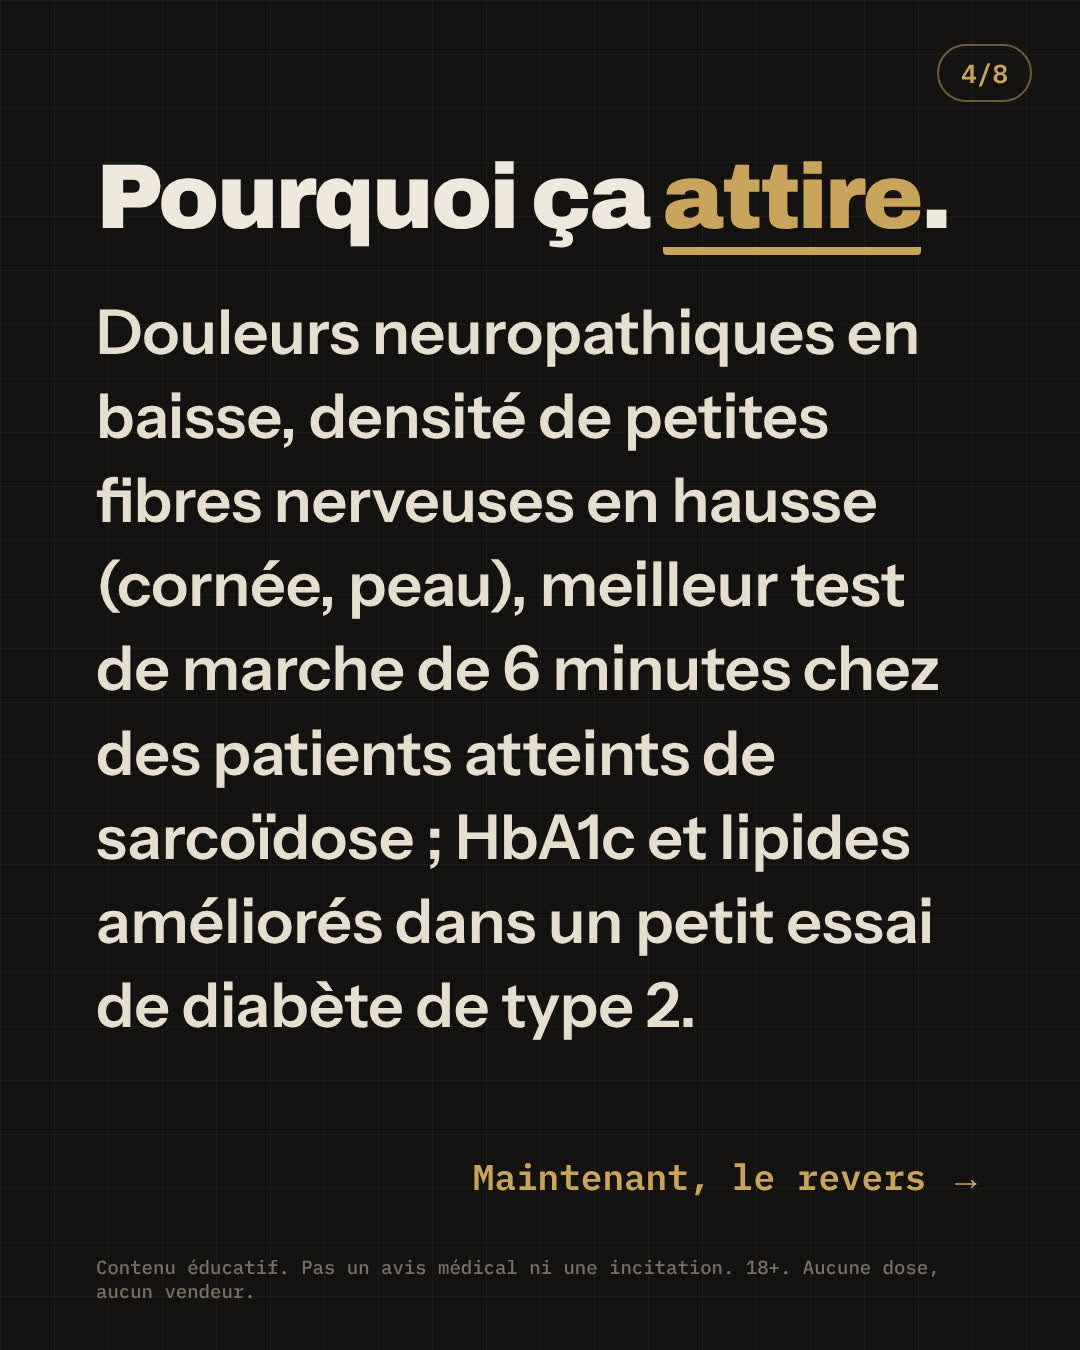 4/8
Pourquoi ça attire.
Douleurs neuropathiques en
baisse, densité de petites
fibres nerveuses en hausse
(cornée, peau), meilleur test
de marche de 6 minutes chez
des patients atteints de
sarcoïdose ; HbA1c et lipides
améliorés dans un petit essai
de diabète de type 2.
Maintenant, le revers →
Contenu éducatif. Pas un avis médical ni une incitation. 18+. Aucune dose,
aucun vendeur.